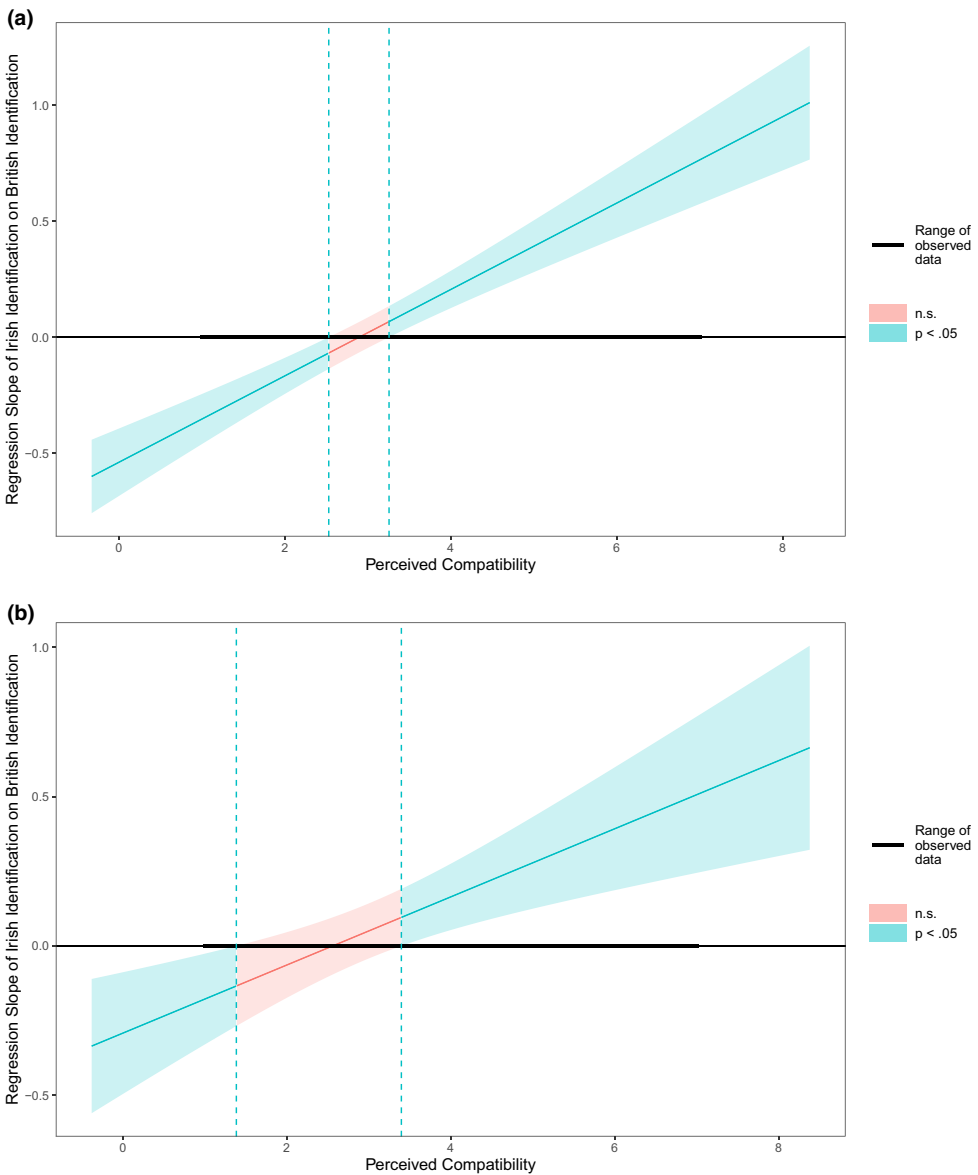 (a)
Regression Slope of Irish Identification on British Identification
1.0
0.5
0.0
−0.5
0 2 4 6 8
Perceived Compatibility
Range of
observed
data
n.s.
p < .05
(b)
Regression Slope of Irish Identification on British Identification
1.0
0.5
0.0
−0.5
0 2 4 6 8
Perceived Compatibility
Range of
observed
data
n.s.
p < .05